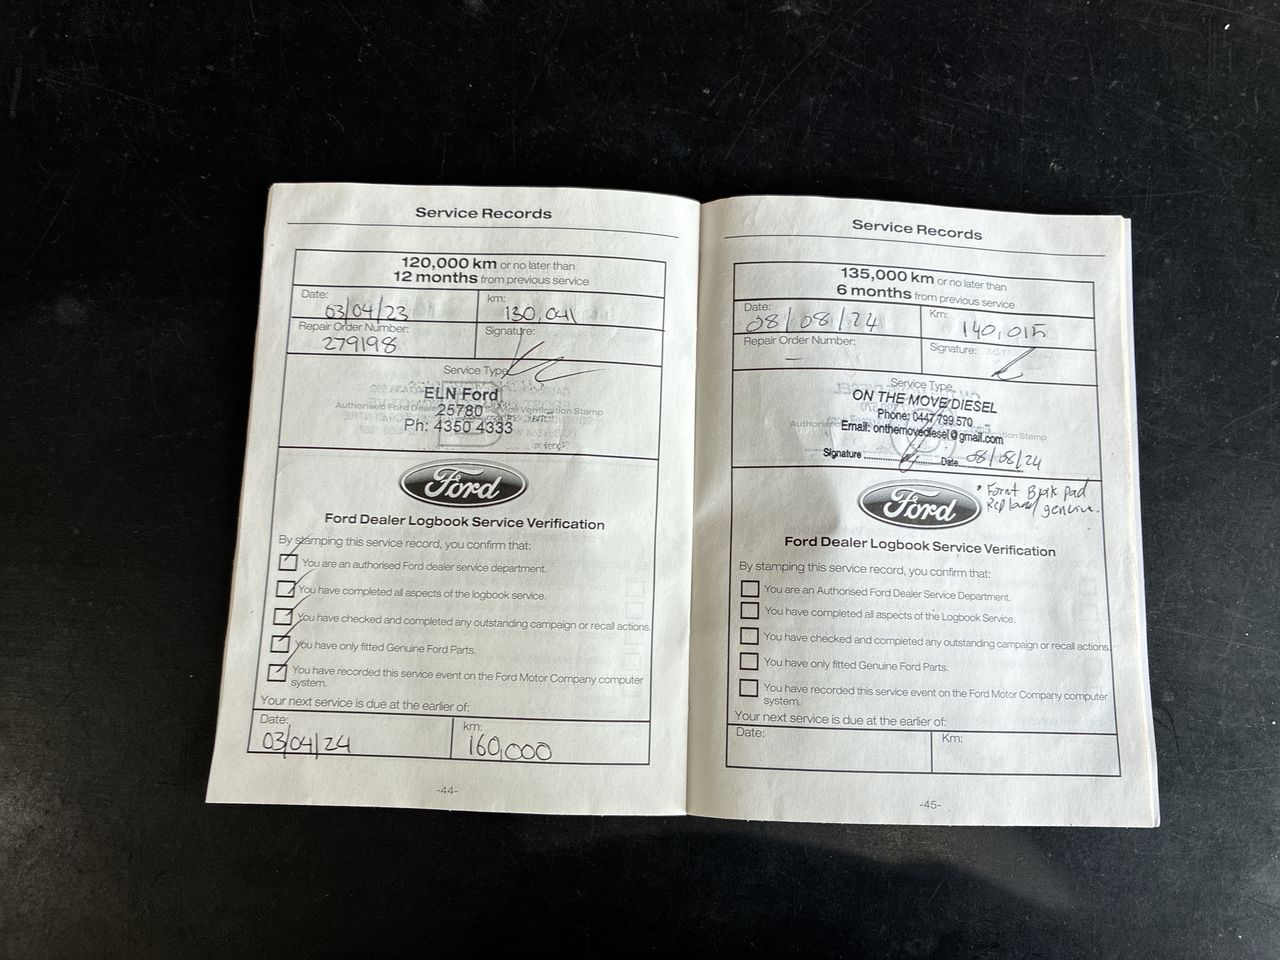 Service Records
120,000 km or no later than
12 months from previous service
Date:
03/04/23
km:
130,041
Repair Order Number:
279198
Signature:
Service Type
ELN Ford
25780
Authorised Ford Dealer Service Verification Stamp
Ph: 4350 4333
Ford
Ford Dealer Logbook Service Verification
By stamping this service record, you confirm that:
You are an authorised Ford dealer service department.
You have completed all aspects of the logbook service.
You have checked and completed any outstanding campaign or recall actions.
You have only fitted Genuine Ford Parts.
You have recorded this service event on the Ford Motor Company computer
system.
Your next service is due at the earlier of:
Date:
03/04/24
km:
160,000
-44-
Service Records
135,000 km or no later than
6 months from previous service
Date:
08/08/24
Km:
140,015
Repair Order Number:
—
Signature:
Service Type
ON THE MOVE DIESEL
Phone: 0447 799 570
Email: onthemovediesel@gmail.com
Signature Date 08/08/24
Ford
* Pad
Ford Dealer Logbook Service Verification
By stamping this service record, you confirm that:
You are an Authorised Ford Dealer Service Department.
You have completed all aspects of the Logbook Service.
You have checked and completed any outstanding campaign or recall actions.
You have only fitted Genuine Ford Parts.
You have recorded this service event on the Ford Motor Company computer
system.
Your next service is due at the earlier of:
Date:
Km:
-45-